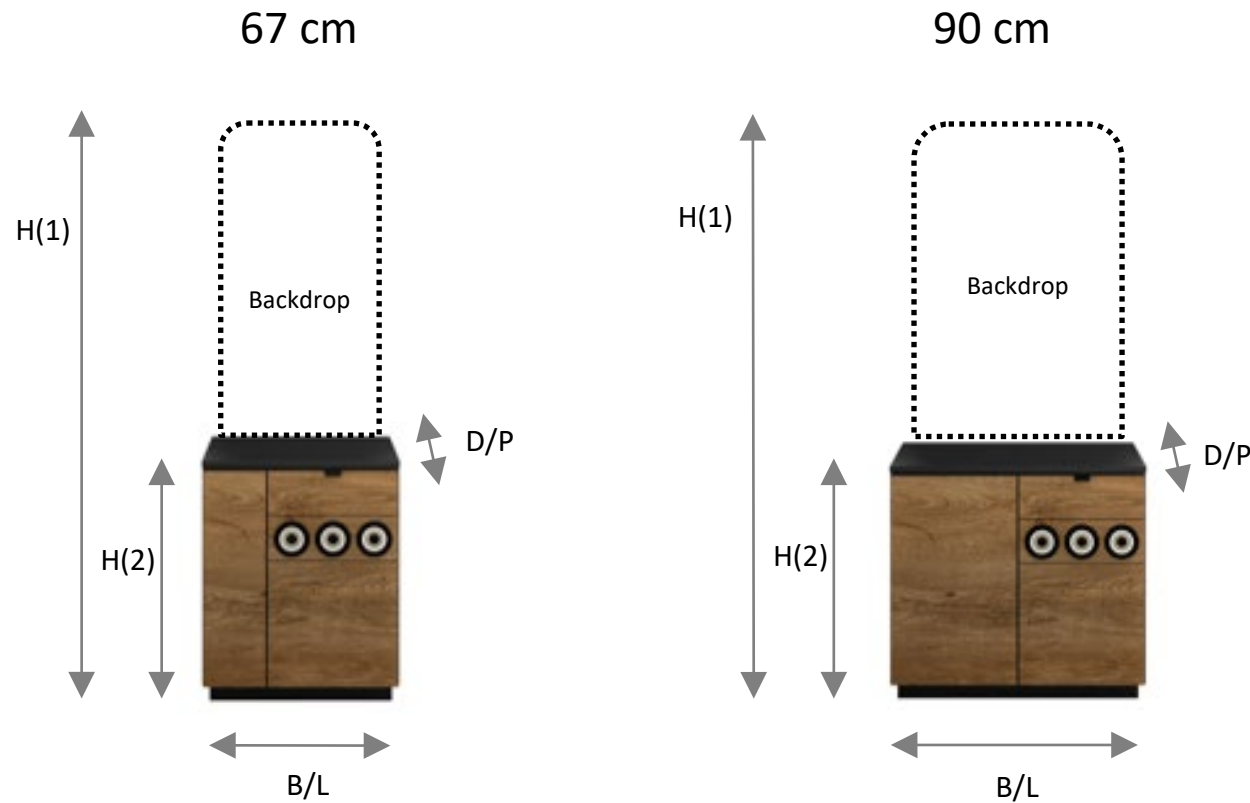 67 cm
90 cm
H(1)
Backdrop
D/P
H(2)
B/L
H(1)
Backdrop
D/P
H(2)
B/L